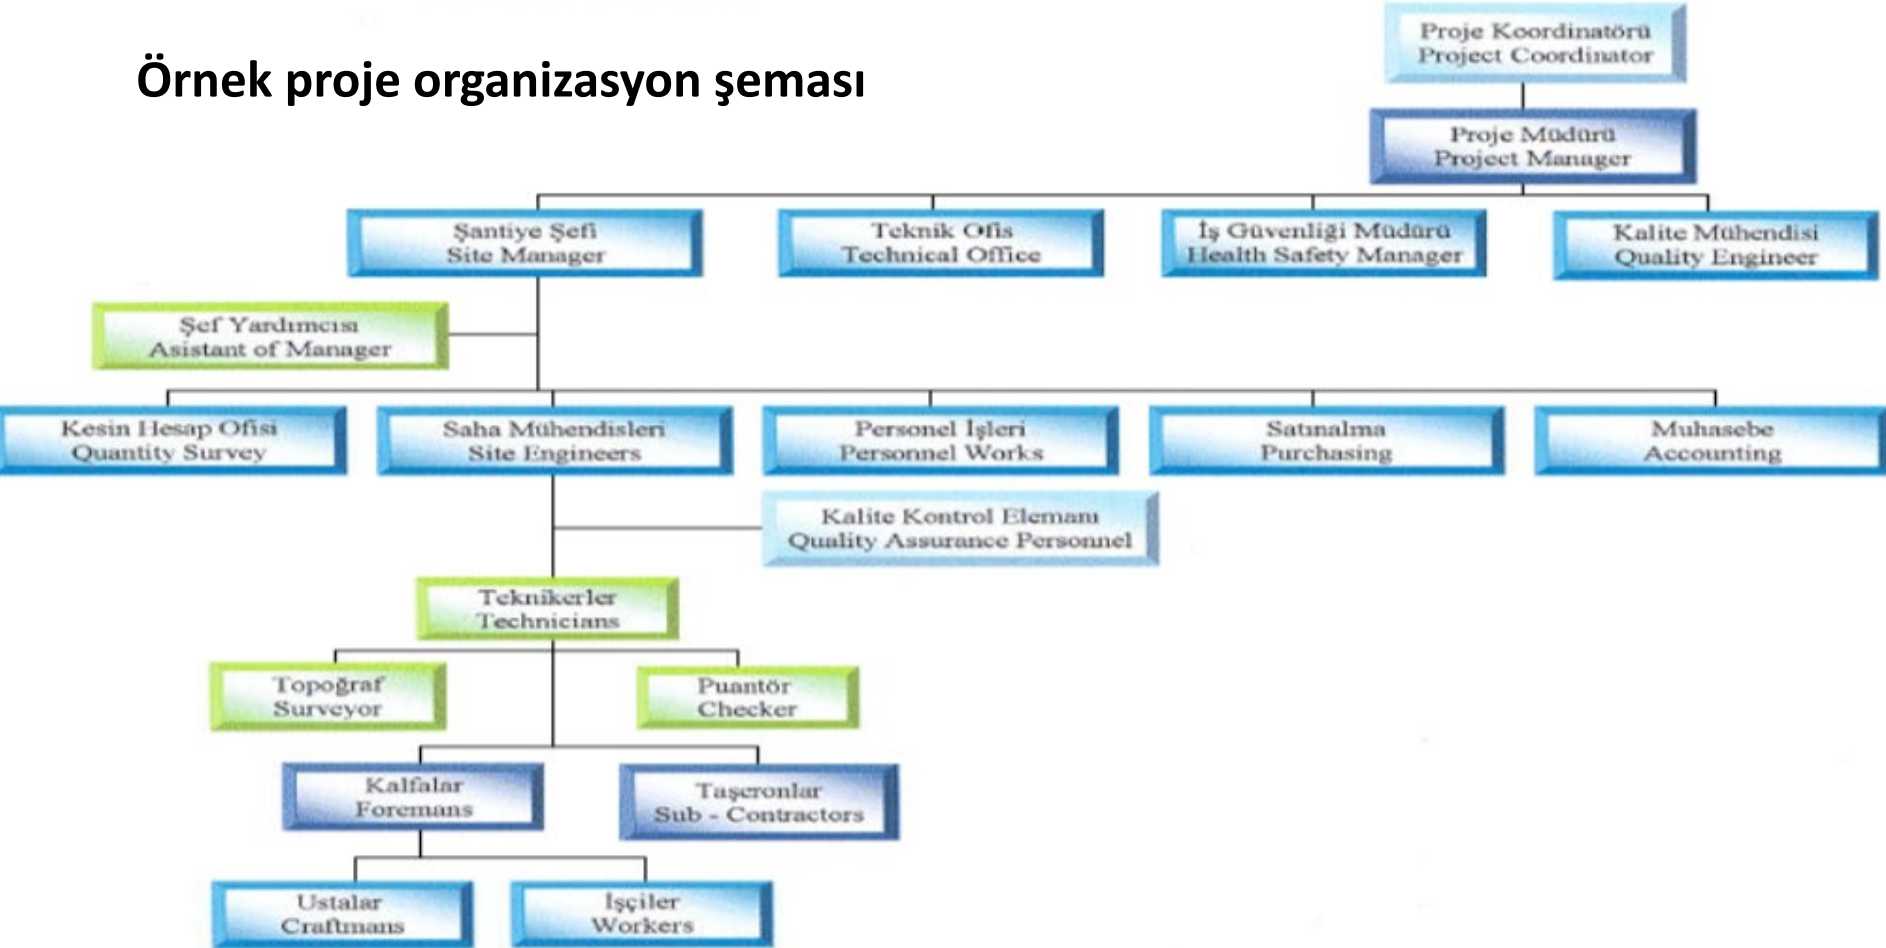 Örnek proje organizasyon şeması
Proje Koordinatörü
Project Coordinator
Proje Müdürü
Project Manager
Şantiye Şefi
Site Manager
Teknik Ofis
Technical Office
İş Güvenliği Müdürü
Health Safety Manager
Kalite Mühendisi
Quality Engineer
Şef Yardımcısı
Asistant of Manager
Kesin Hesap Ofisi
Quantity Survey
Saha Mühendisleri
Site Engineers
Personel İşleri
Personnel Works
Satınalma
Purchasing
Muhasebe
Accounting
Kalite Kontrol Elemanı
Quality Assurance Personnel
Teknikerler
Technicians
Topoğraf
Surveyor
Puantör
Checker
Kalfalar
Foremans
Taşeronlar
Sub - Contractors
Ustalar
Craftmans
İşçiler
Workers